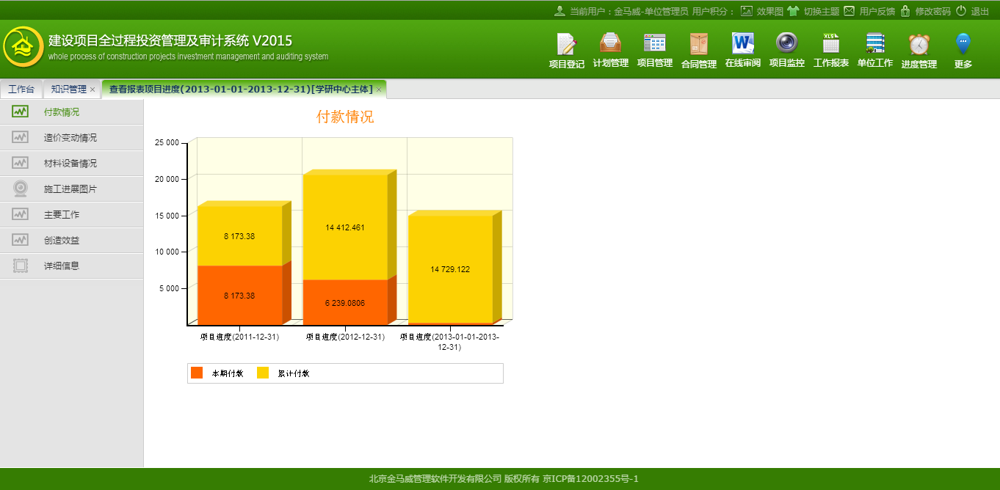 当前用户：金马威-单位管理员 用户积分： 效果图 切换主题 用户反馈 修改密码 退出
建设项目全过程投资管理及审计系统 V2015
whole process of construction projects investment management and auditing system
项目登记 计划管理 项目管理 合同管理 在线审阅 项目监控 工作报表 单位工作 进度管理 更多
工作台 知识管理 × 查看报表项目进度(2013-01-01-2013-12-31)[学研中心主体] ×
付款情况
造价变动情况
材料设备情况
施工进展图片
主要工作
创造效益
详细信息
付款情况
25 000
20 000
15 000
10 000
5 000
8 173.38
8 173.38
14 412.461
6 239.0806
14 729.122
项目进度(2011-12-31)
项目进度(2012-12-31)
项目进度(2013-01-01-2013-
12-31)
本期付款 累计付款
北京金马威管理软件开发有限公司 版权所有 京ICP备12002355号-1